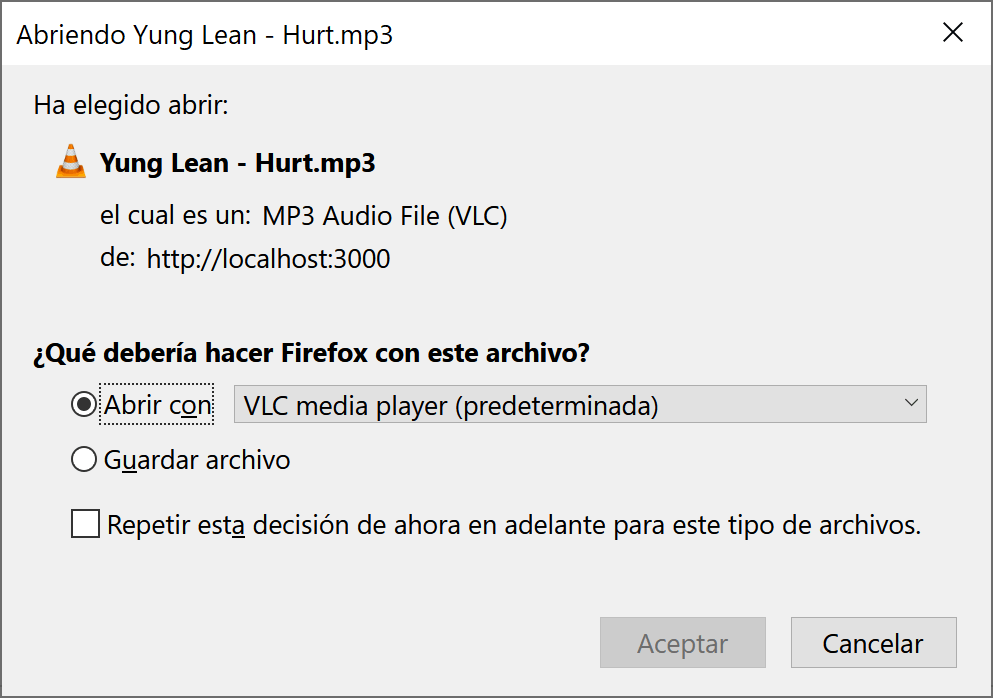 Abriendo Yung Lean - Hurt.mp3
Ha elegido abrir:
Yung Lean - Hurt.mp3
el cual es un: MP3 Audio File (VLC)
de: http://localhost:3000
¿Qué debería hacer Firefox con este archivo?
Abrir con VLC media player (predeterminada)
Guardar archivo
Repetir esta decisión de ahora en adelante para este tipo de archivos.
Aceptar Cancelar